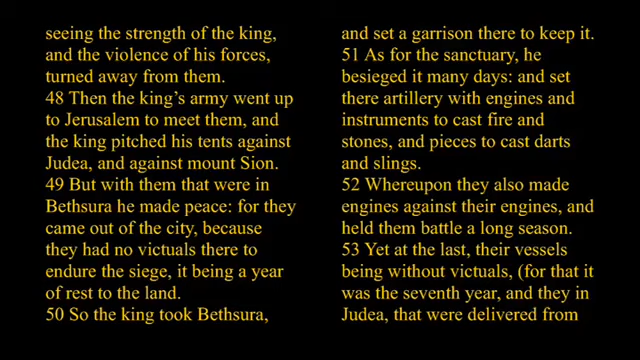 seeing the strength of the king,
and the violence of his forces,
turned away from them.
48 Then the king’s army went up
to Jerusalem to meet them, and
the king pitched his tents against
Judea, and against mount Sion.
49 But with them that were in
Bethsura he made peace: for they
came out of the city, because
they had no victuals there to
endure the siege, it being a year
of rest to the land.
50 So the king took Bethsura,
and set a garrison there to keep it.
51 As for the sanctuary, he
besieged it many days: and set
there artillery with engines and
instruments to cast fire and
stones, and pieces to cast darts
and slings.
52 Whereupon they also made
engines against their engines, and
held them battle a long season.
53 Yet at the last, their vessels
being without victuals, (for that it
was the seventh year, and they in
Judea, that were delivered from